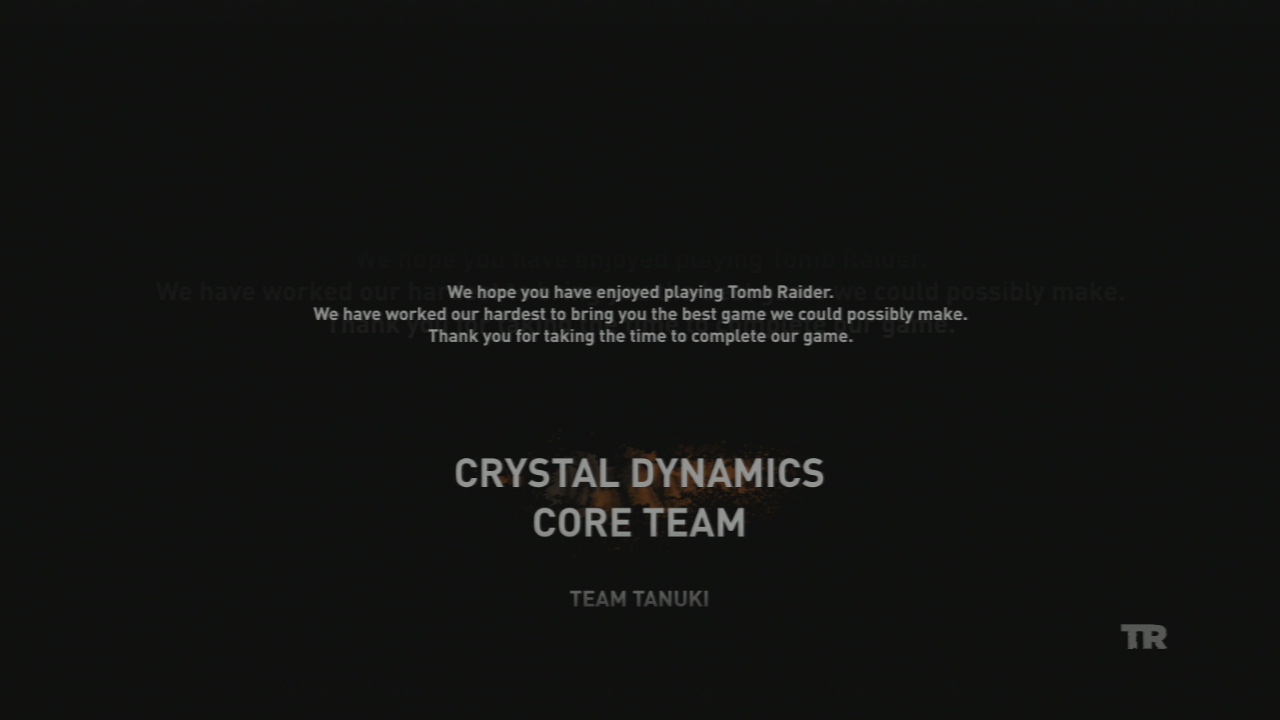 We hope you have enjoyed playing Tomb Raider.
We have worked our hardest to bring you the best game we could possibly make.
Thank you for taking the time to complete our game.
CRYSTAL DYNAMICS
CORE TEAM
TEAM TANUKI
TR